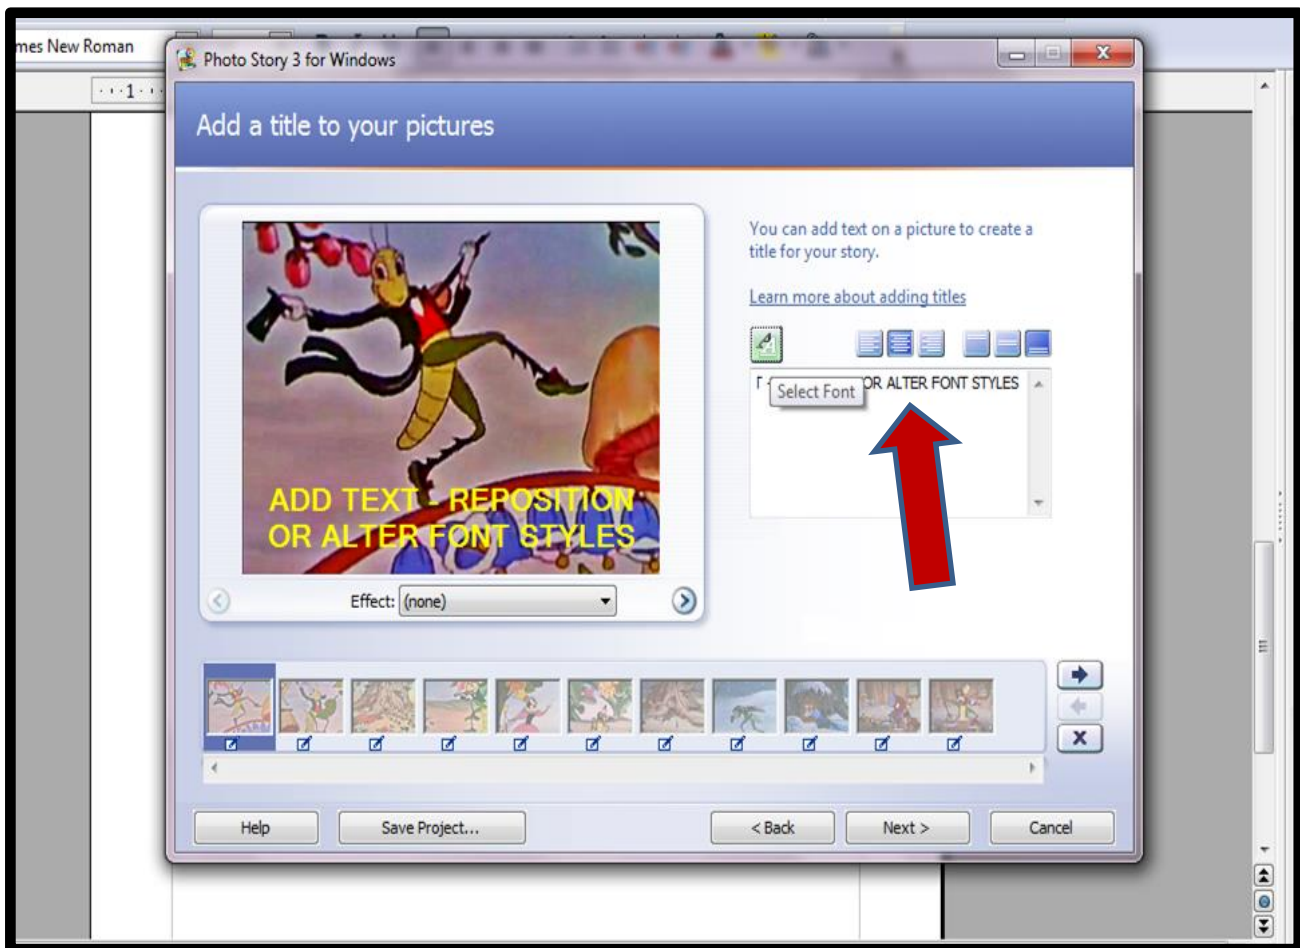 mes New Roman
1
Photo Story 3 for Windows
Add a title to your pictures
You can add text on a picture to create a
title for your story.
Learn more about adding titles
OR ALTER FONT STYLES
Select Font
ADD TEXT - REPOSITION
OR ALTER FONT STYLES
Effect: (none)
Help
Save Project...
< Back
Next >
Cancel